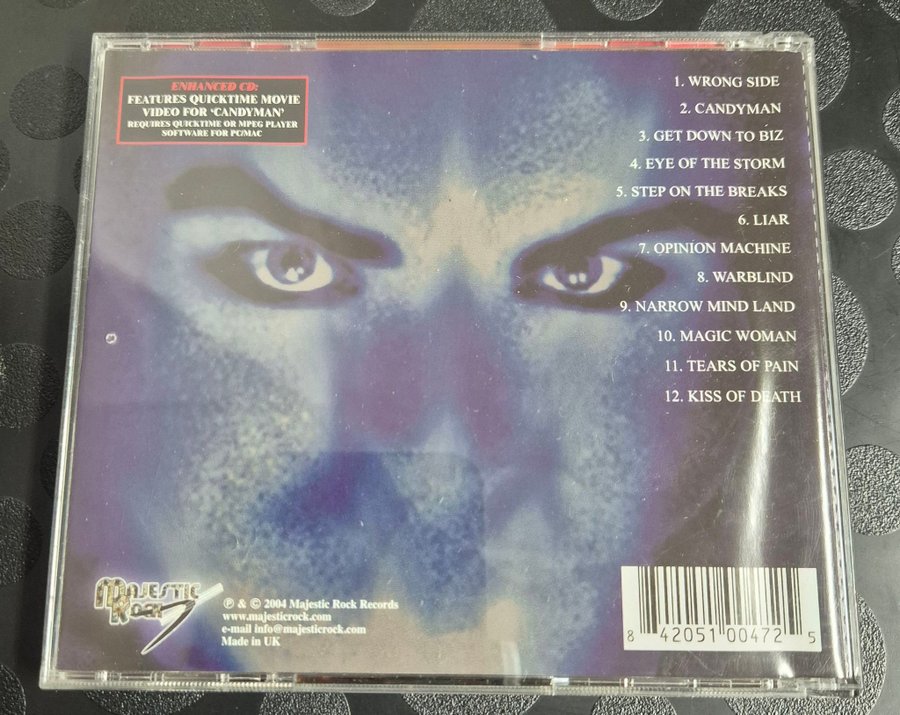 ENHANCED CD:
FEATURES QUICKTIME MOVIE
VIDEO FOR 'CANDYMAN'
REQUIRES QUICKTIME OR MPEG PLAYER
SOFTWARE FOR PC/MAC
1. WRONG SIDE
2. CANDYMAN
3. GET DOWN TO BIZ
4. EYE OF THE STORM
5. STEP ON THE BREAKS
6. LIAR
7. OPINION MACHINE
8. WARBLIND
9. NARROW MIND LAND
10. MAGIC WOMAN
11. TEARS OF PAIN
12. KISS OF DEATH
MAJESTIC
ROCK
℗ & © 2004 Majestic Rock Records
www.majesticrock.com
e-mail info@majesticrock.com
Made in UK
8 42051 00472 5